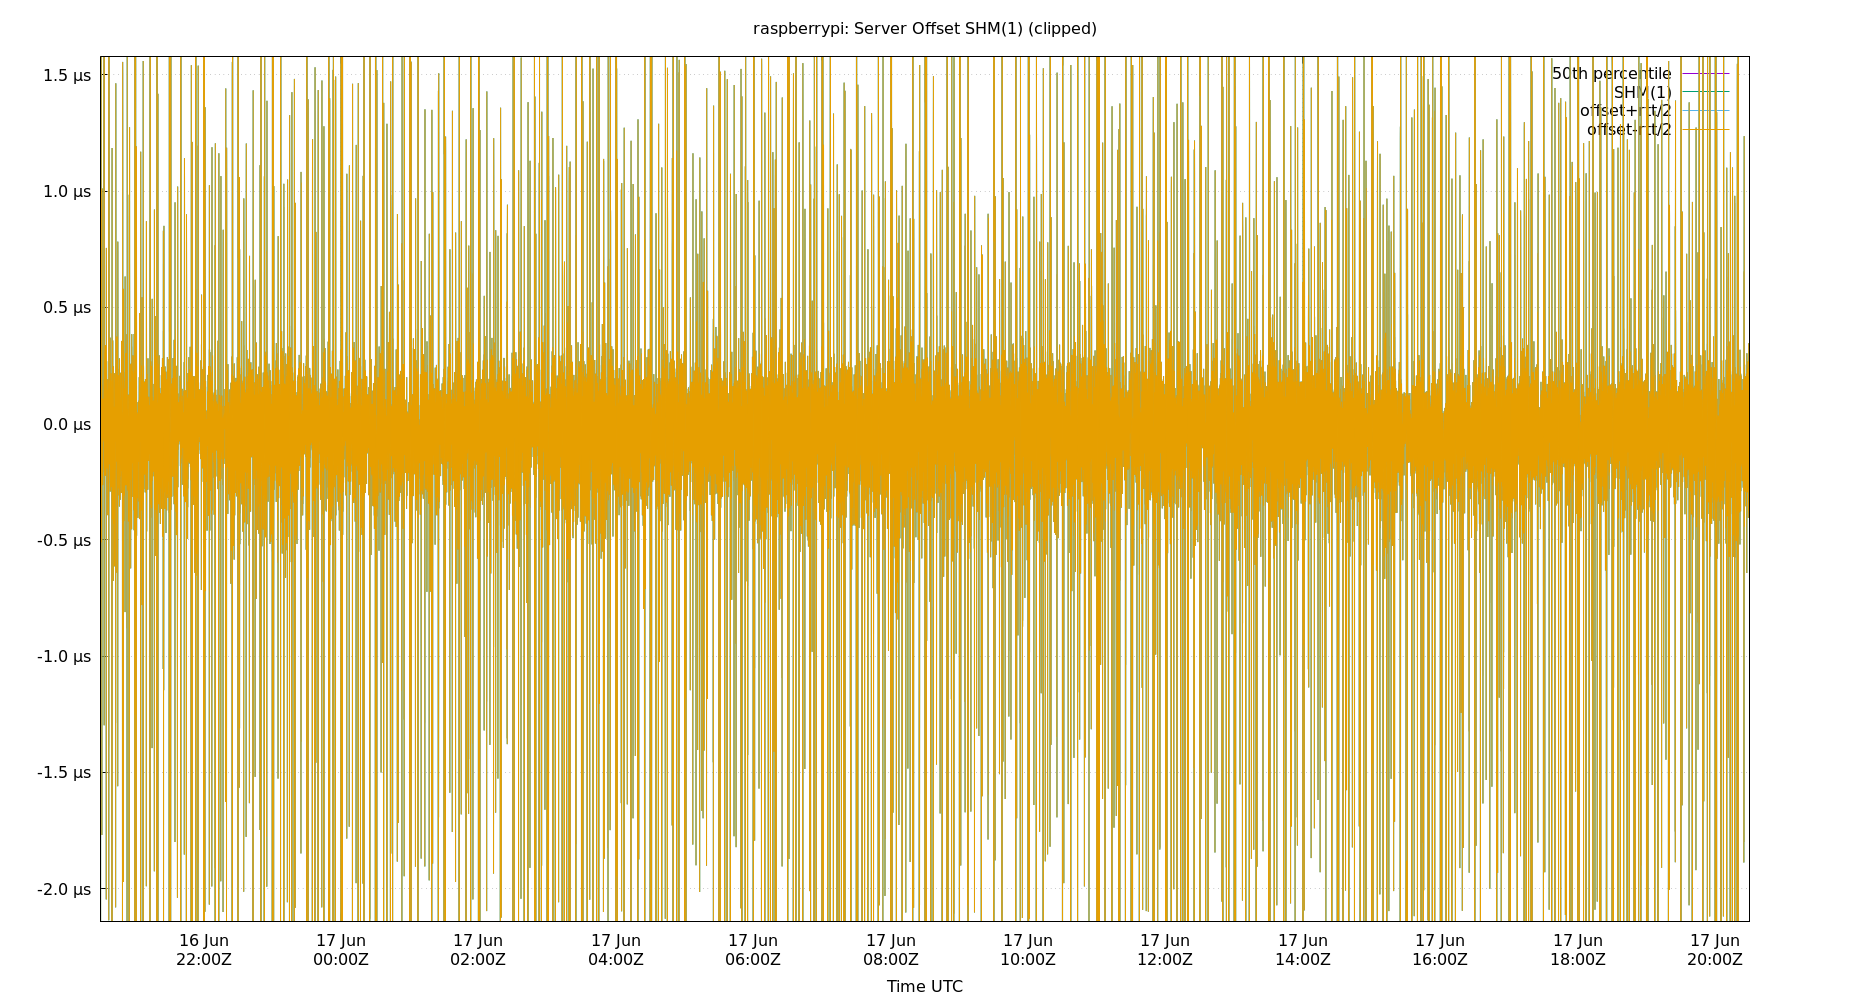 raspberrypi: Server Offset SHM(1) (clipped)
1.5 µs
1.0 µs
0.5 µs
0.0 µs
-0.5 µs
-1.0 µs
-1.5 µs
-2.0 µs
50th percentile
SHM(1)
offset+rtt/2
offset-rtt/2
16 Jun 17 Jun 17 Jun 17 Jun 17 Jun 17 Jun 17 Jun 17 Jun 17 Jun 17 Jun 17 Jun 17 Jun
22:00Z 00:00Z 02:00Z 04:00Z 06:00Z 08:00Z 10:00Z 12:00Z 14:00Z 16:00Z 18:00Z 20:00Z
Time UTC